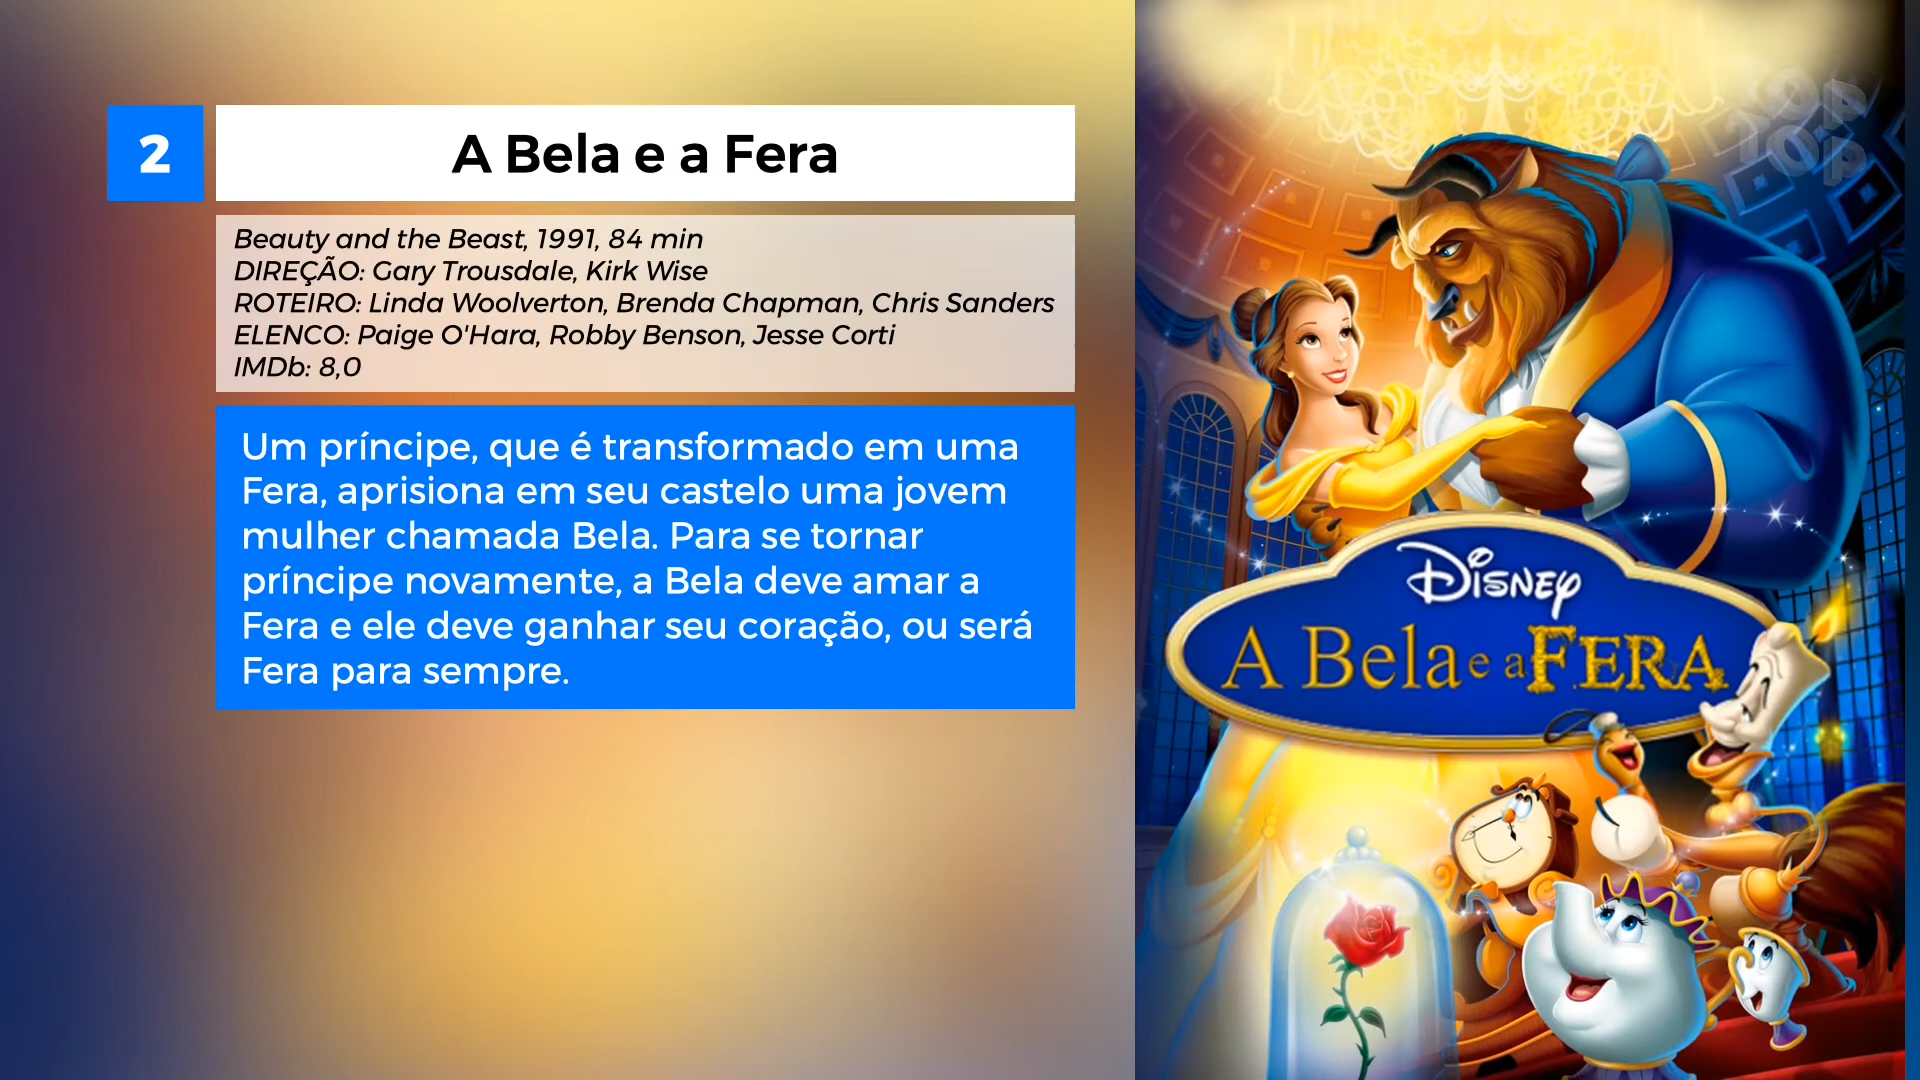 2
A Bela e a Fera
Beauty and the Beast, 1991, 84 min
DIREÇÃO: Gary Trousdale, Kirk Wise
ROTEIRO: Linda Woolverton, Brenda Chapman, Chris Sanders
ELENCO: Paige O'Hara, Robby Benson, Jesse Corti
IMDb: 8,0
Um príncipe, que é transformado em uma
Fera, aprisiona em seu castelo uma jovem
mulher chamada Bela. Para se tornar
príncipe novamente, a Bela deve amar a
Fera e ele deve ganhar seu coração, ou será
Fera para sempre.
TOP
10P
DISNEY
A Bela e a FERA